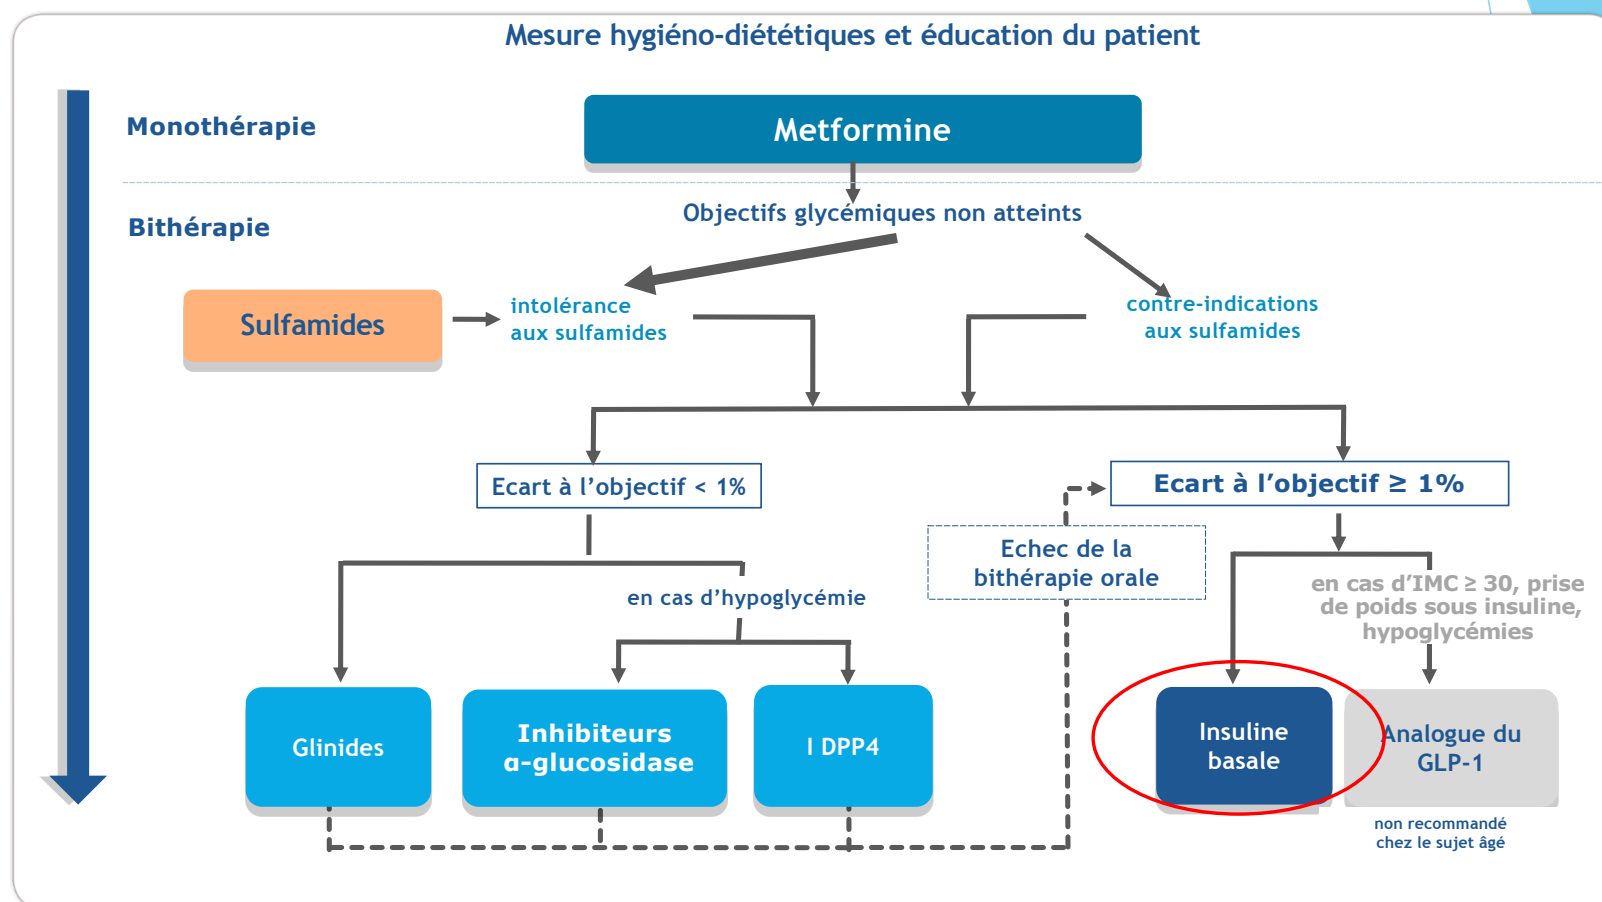 Mesure hygiéno-diététiques et éducation du patient
Monothérapie
Metformine
Bithérapie
Objectifs glycémiques non atteints
Sulfamides
intolérance
aux sulfamides
contre-indications
aux sulfamides
Ecart à l’objectif < 1%
Ecart à l’objectif ≥ 1%
Echec de la
bithérapie orale
en cas d’hypoglycémie
en cas d’IMC ≥ 30, prise
de poids sous insuline,
hypoglycémies
Glinides
Inhibiteurs
α-glucosidase
I DPP4
Insuline
basale
Analogue du
GLP-1
non recommandé
chez le sujet âgé